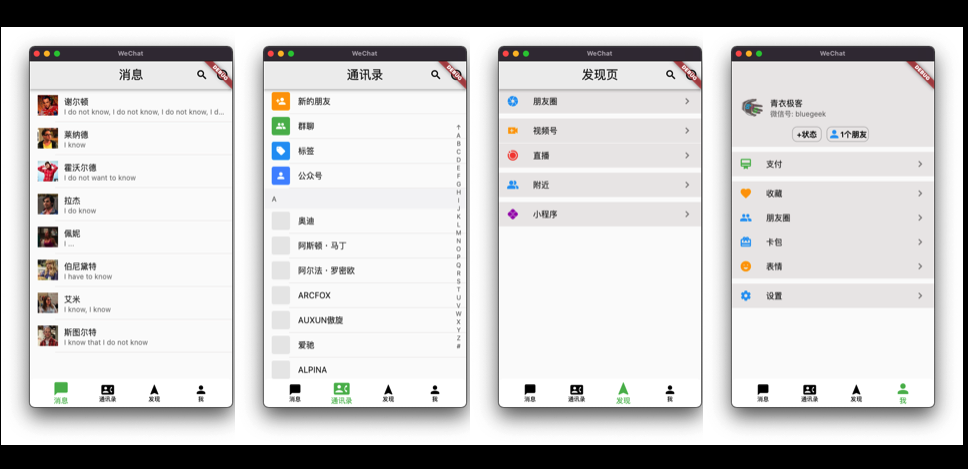 WeChat
消息
DEBUG
谢尔顿
I do not know, I do not know, I do not know, I d...
莱纳德
I know
霍沃尔德
I do not want to know
拉杰
I do know
佩妮
I ...
伯尼黛特
I have to know
艾米
I know, I know
斯图尔特
I know that I do not know
消息
通讯录
发现
我
WeChat
通讯录
DEBUG
新的朋友
群聊
标签
公众号
A
奥迪
阿斯顿·马丁
阿尔法·罗密欧
ARCFOX
AUXUN傲旋
爱驰
ALPINA
↑
A
B
C
D
E
F
G
H
I
J
K
L
M
N
O
P
Q
R
S
T
U
V
W
X
Y
Z
#
消息
通讯录
发现
我
WeChat
发现页
DEBUG
朋友圈
视频号
直播
附近
小程序
消息
通讯录
发现
我
WeChat
DEBUG
青衣极客
微信号: bluegeek
+状态
1个朋友
支付
收藏
朋友圈
卡包
表情
设置
消息
通讯录
发现
我